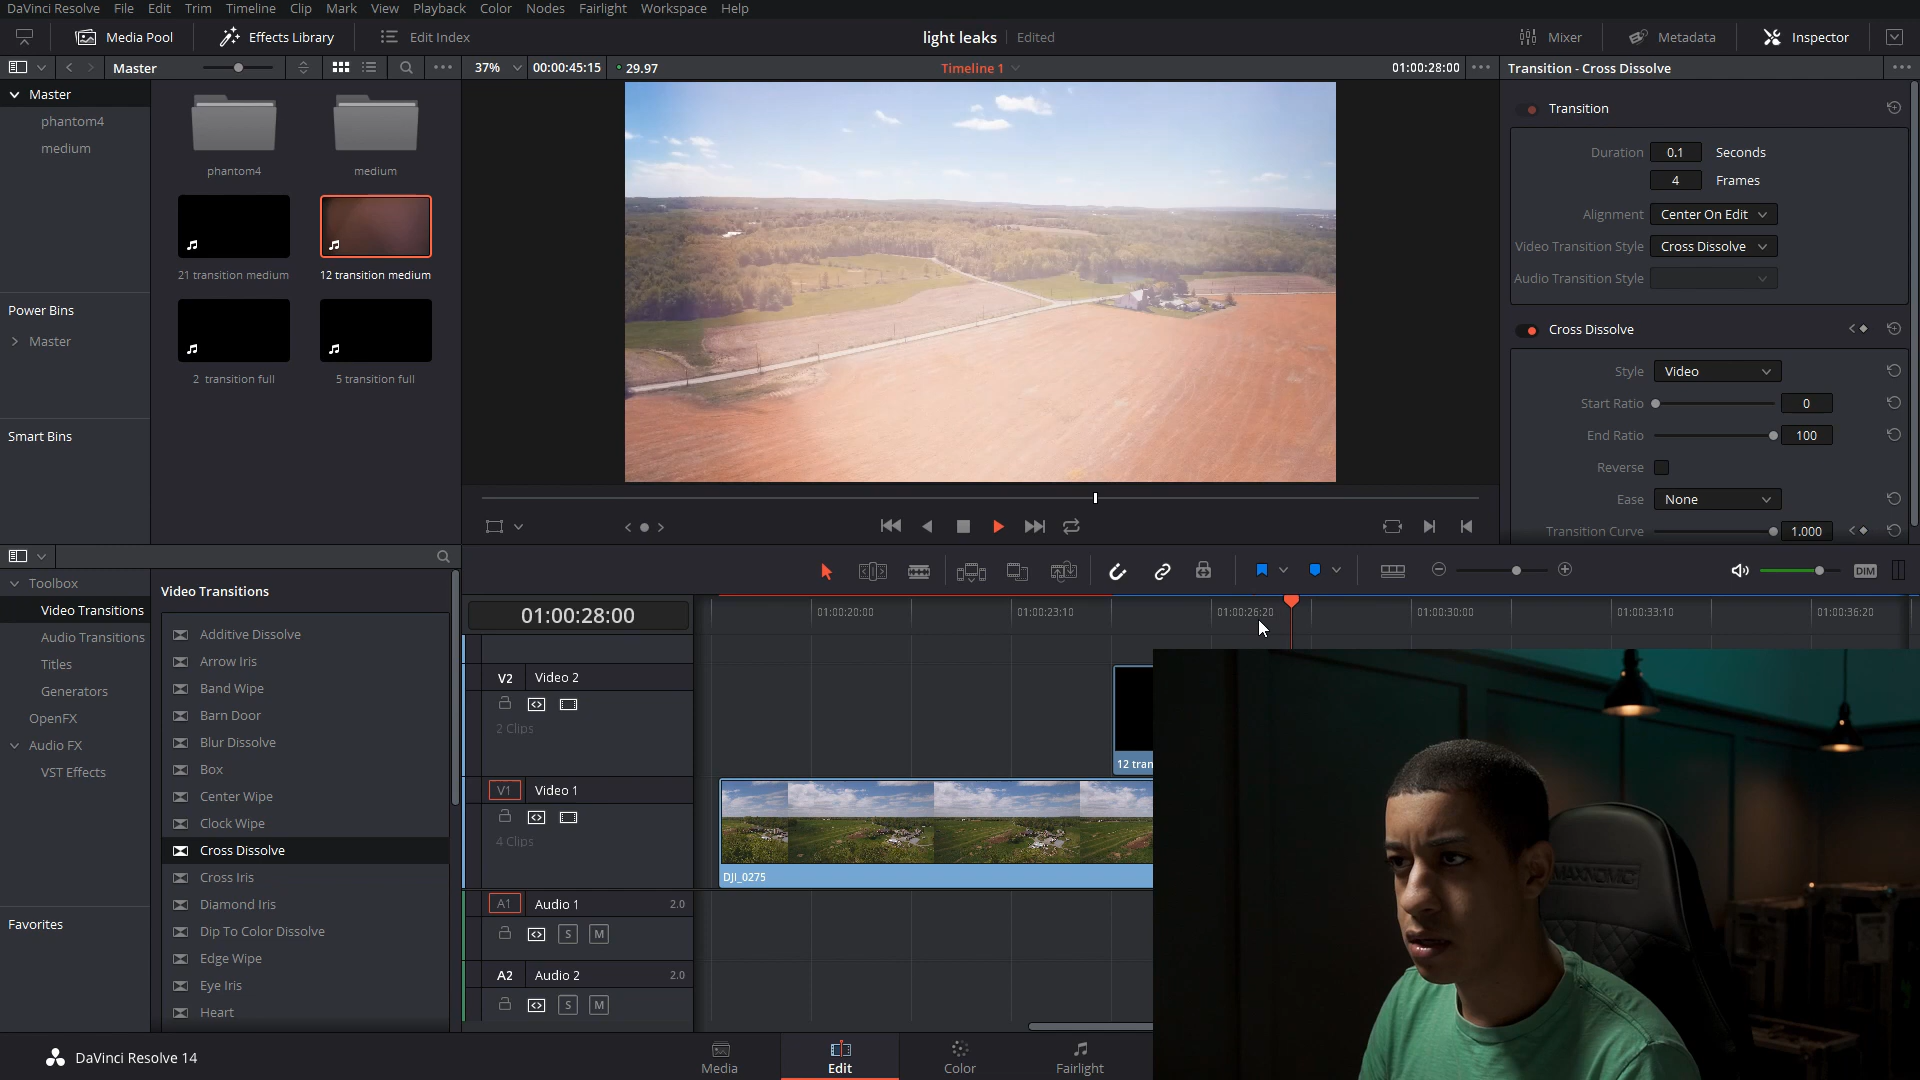 DaVinci Resolve File Edit Trim Timeline Clip Mark View Playback Color Nodes Fairlight Workspace Help
Media Pool Effects Library Edit Index light leaks Edited Mixer Metadata Inspector
Master 37% 00:00:45:15 29.97 Timeline 1 01:00:28:00 Transition - Cross Dissolve
Master
phantom4
medium
Power Bins
Master
Smart Bins
phantom4 medium
21 transition medium 12 transition medium
2 transition full 5 transition full
Transition
Duration 0.1 Seconds
4 Frames
Alignment Center On Edit
Video Transition Style Cross Dissolve
Audio Transition Style
Cross Dissolve
Style Video
Start Ratio 0
End Ratio 100
Reverse
Ease None
Transition Curve 1.000
DIM
Toolbox
Video Transitions
Audio Transitions
Titles
Generators
OpenFX
Audio FX
VST Effects
Favorites
Video Transitions
Additive Dissolve
Arrow Iris
Band Wipe
Barn Door
Blur Dissolve
Box
Center Wipe
Clock Wipe
Cross Dissolve
Cross Iris
Diamond Iris
Dip To Color Dissolve
Edge Wipe
Eye Iris
Heart
01:00:28:00 01:00:20:00 01:00:23:10 01:00:26:20 01:00:30:00 01:00:33:10 01:00:36:20
V2 Video 2
2 Clips
12 tran
V1 Video 1
4 Clips
DJI_0275
A1 Audio 1 2.0
S M
A2 Audio 2 2.0
S M
MAXNOMIC
DaVinci Resolve 14 Media Edit Color Fairlight